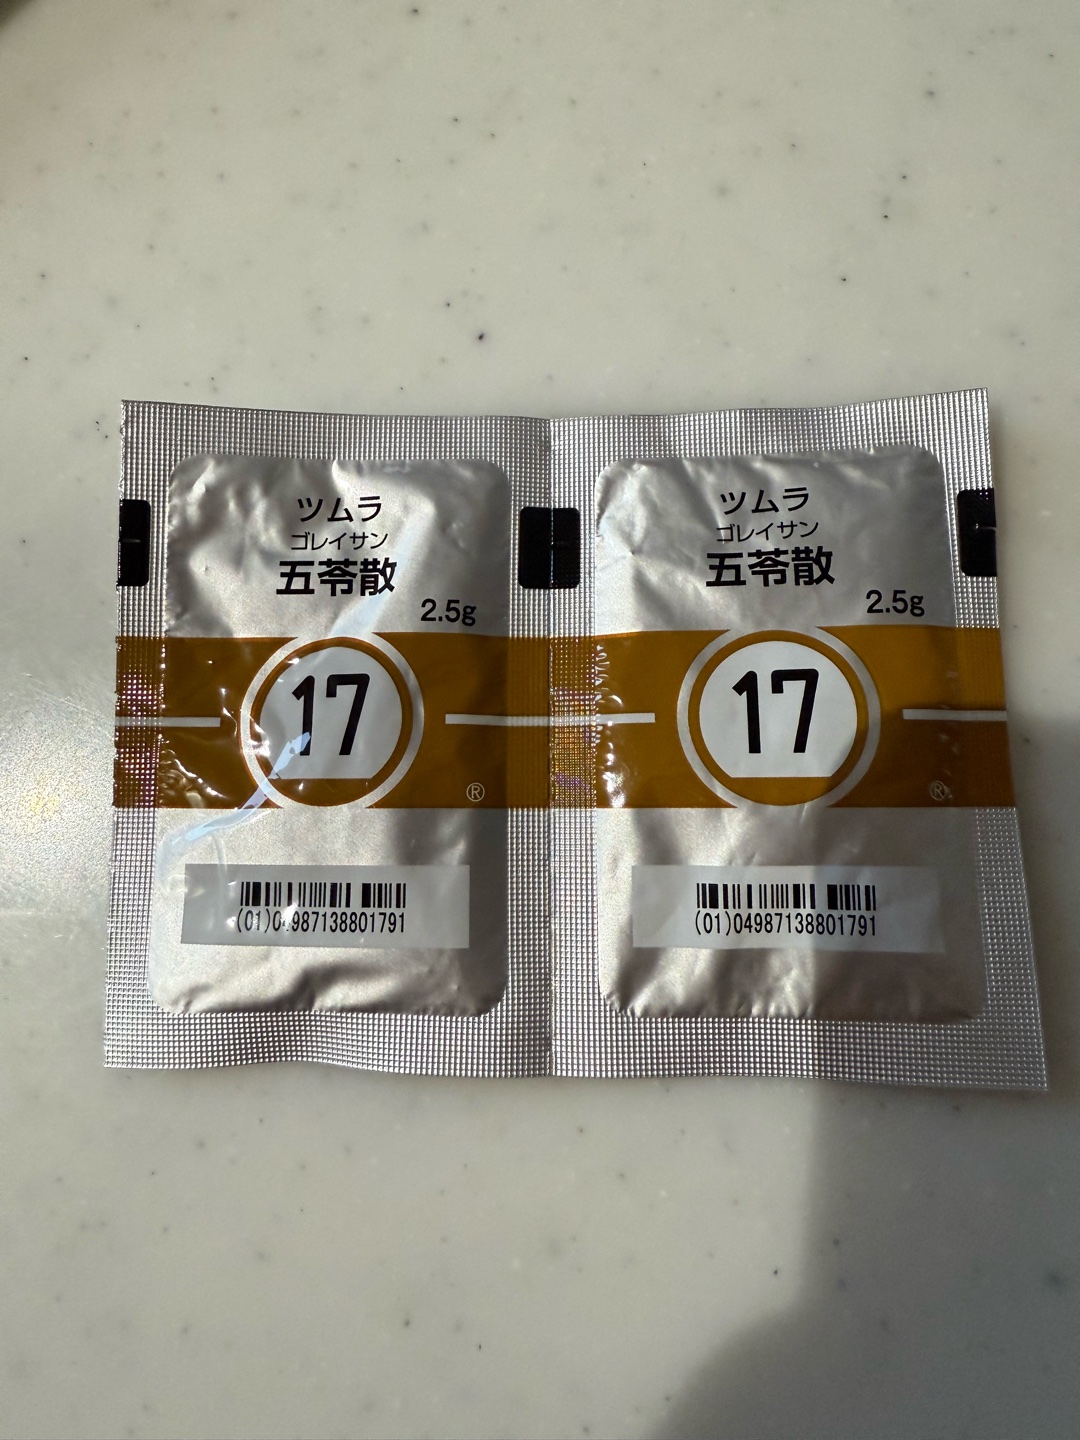 ツムラ
ゴレイサン
五苓散
2.5g
17
®
(01)04987138801791
ツムラ
ゴレイサン
五苓散
2.5g
17
®
(01)04987138801791